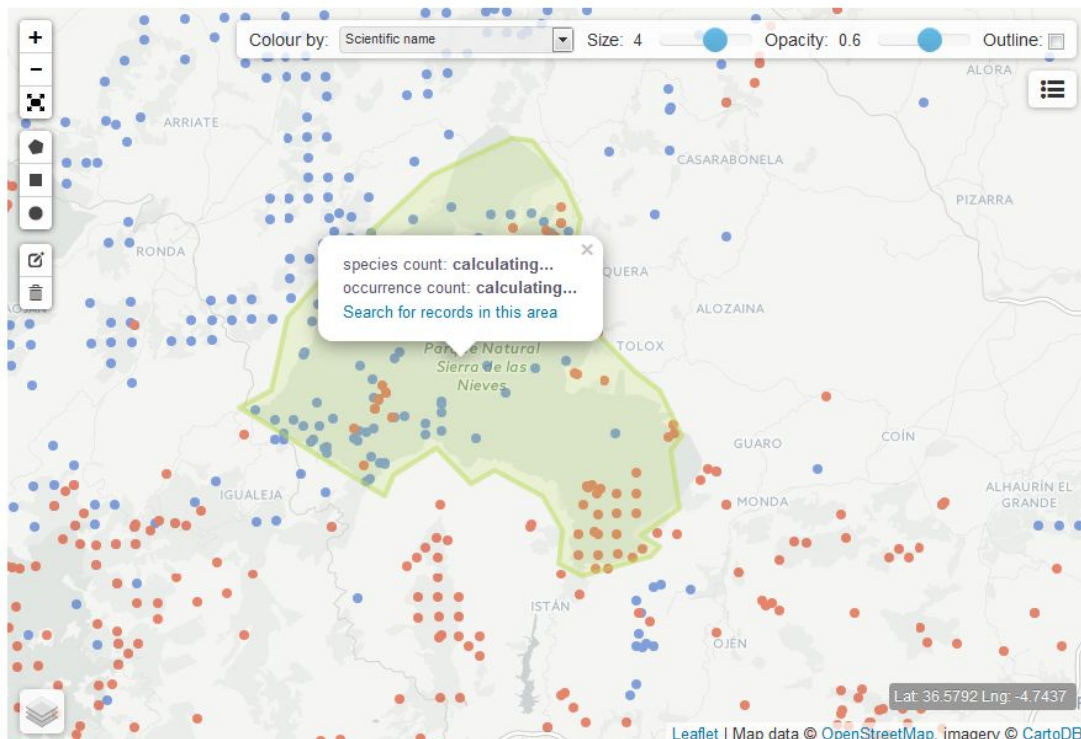 +
Colour by: Scientific name Size: 4 Opacity: 0.6 Outline:
−
ALORA
ARRIATE
CASARABONELA
PIZARRA
RONDA
×
species count: calculating...
QUERA
occurrence count: calculating...
Search for records in this area
ALOZAINA
TOLOX
Parque Natural
Sierra de las
Nieves
GUARO
COÍN
IGUALEJA
MONDA
ALHAURÍN EL
GRANDE
ISTÁN
OJÉN
Lat: 36.5792 Lng: -4.7437
Leaflet | Map data © OpenStreetMap, imagery © CartoDB